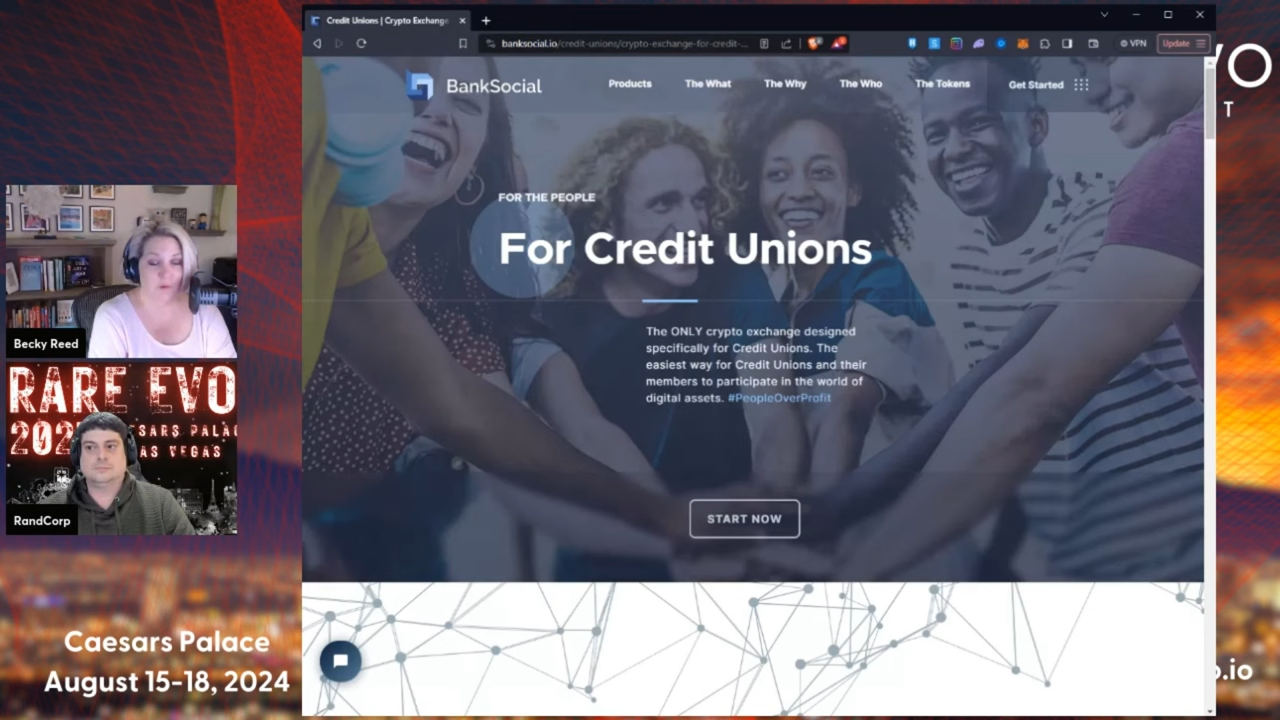 Credit Unions | Crypto Exchange
banksocial.io/credit-unions/crypto-exchange-for-credit-...
VPN
Update
BankSocial
Products
The What
The Why
The Who
The Tokens
Get Started
FOR THE PEOPLE
For Credit Unions
The ONLY crypto exchange designed
specifically for Credit Unions. The
easiest way for Credit Unions and their
members to participate in the world of
digital assets. #PeopleOverProfit
START NOW
Becky Reed
RARE EVO
RandCorp
Caesars Palace
August 15-18, 2024
.io